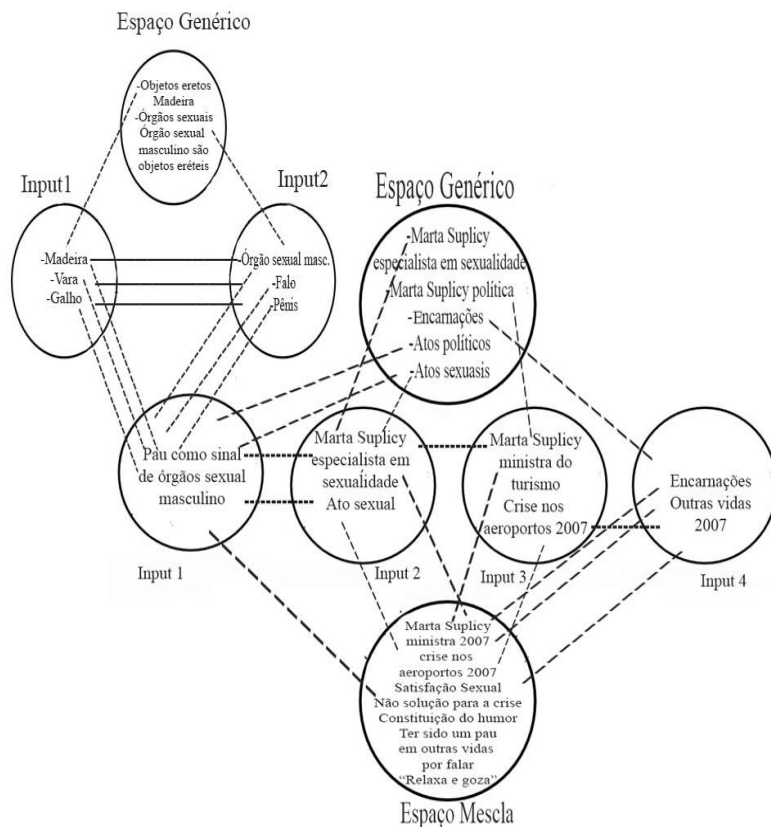 Espaço Genérico
-Objetos eretos
Madeira
-Órgãos sexuais
Órgão sexual
masculino são
objetos eréteis
Input1
Input2
-Madeira
-Vara
-Galho
-Órgão sexual masc.
-Falo
-Pênis
Espaço Genérico
-Marta Suplicy
especialista em sexualidade
-Marta Suplicy política
-Encarnações
-Atos políticos
-Atos sexuasis
Pau como sinal
de órgãos sexual
masculino
Input 1
Marta Suplicy
especialista em
sexualidade
Ato sexual
Input 2
Marta Suplicy
ministra do
turismo
Crise nos
aeroportos 2007
Input 3
Encarnações
Outras vidas
2007
Input 4
Marta Suplicy
ministra 2007
crise nos
aeroportos 2007
Satisfação Sexual
Não solução para a crise
Constituição do humor
Ter sido um pau
em outras vidas
por falar
“Relaxa e goza”
Espaço Mescla